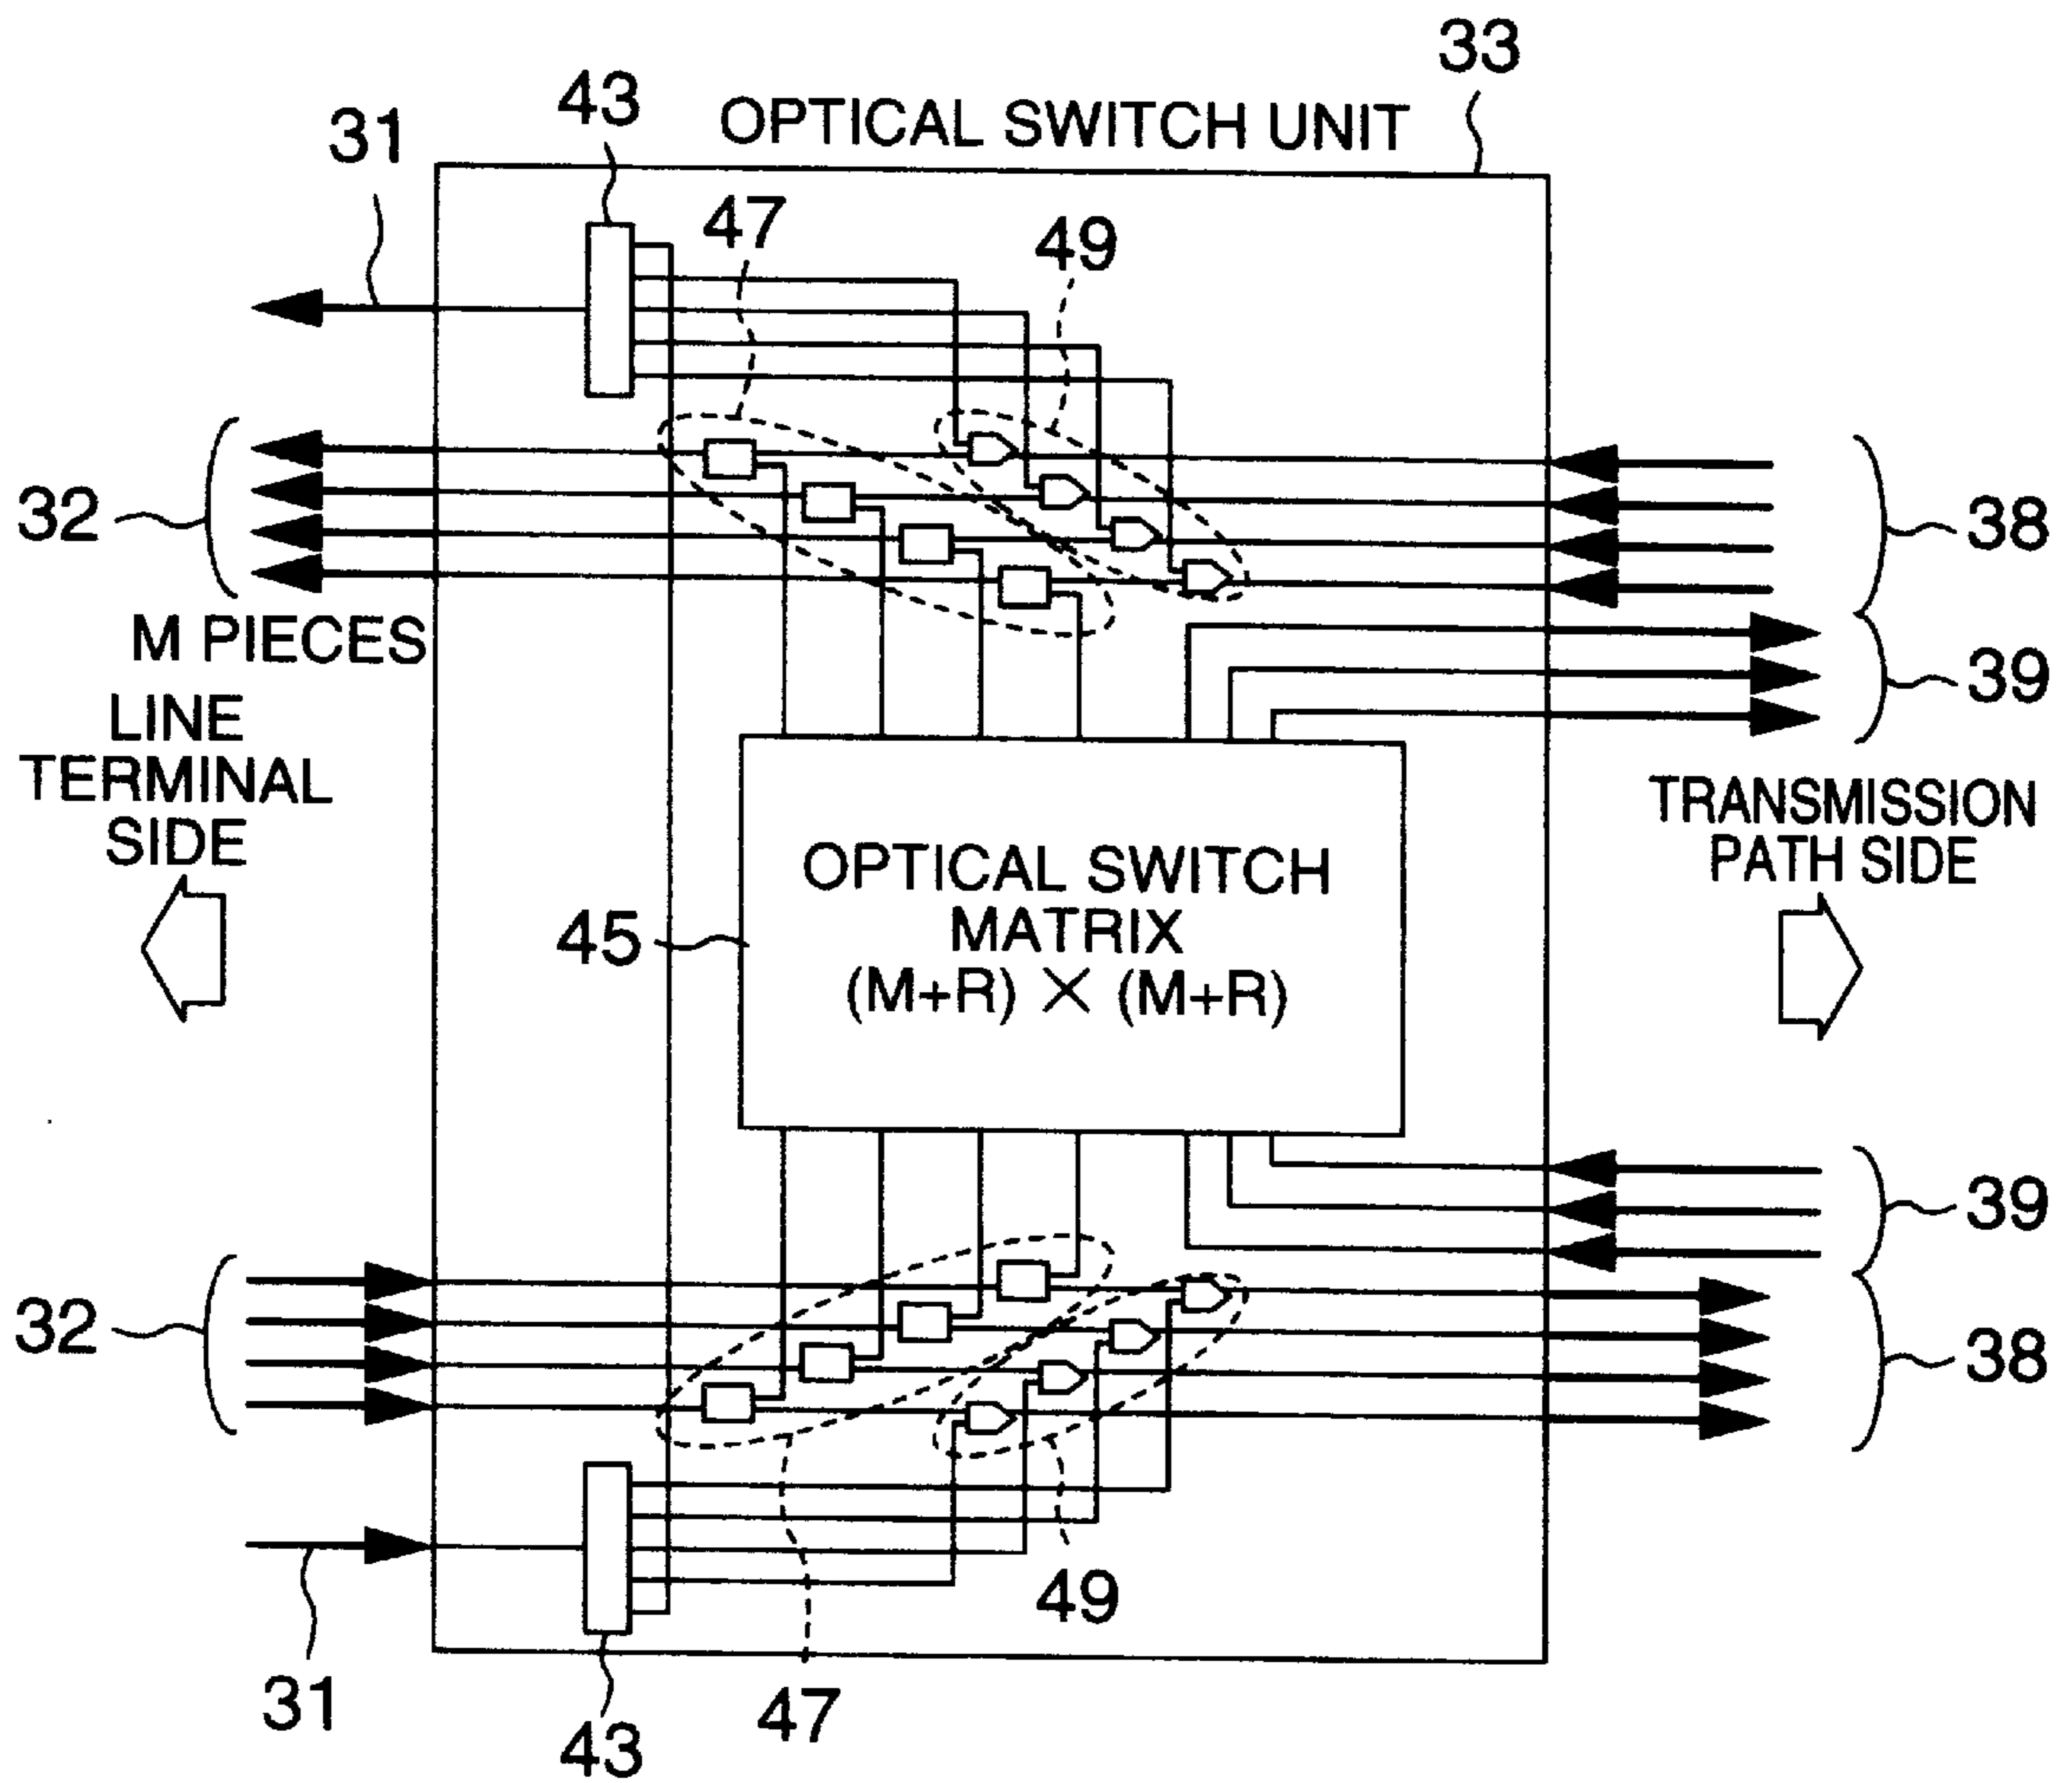 33
43
OPTICAL SWITCH UNIT
31
47
49
32
38
M PIECES
39
LINE
TERMINAL
SIDE
TRANSMISSION
PATH SIDE
OPTICAL SWITCH
MATRIX
(M+R) × (M+R)
45
39
32
38
49
31
47
43